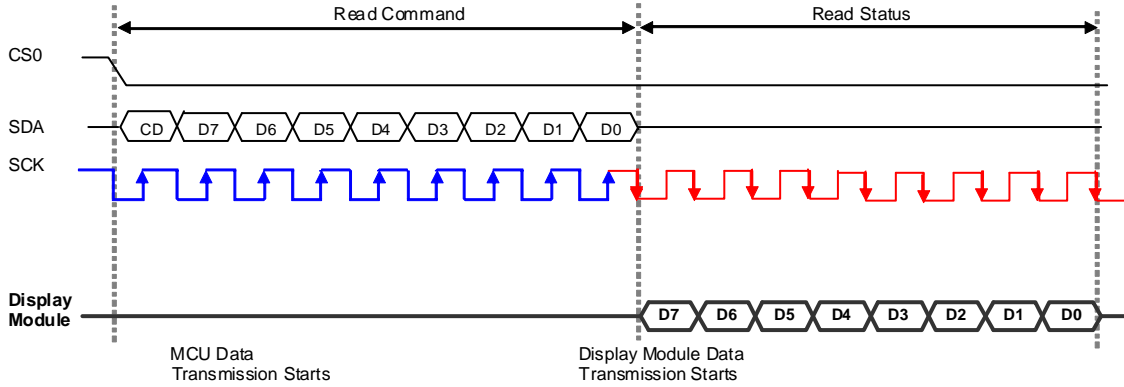 Read Command
Read Status
CS0
SDA
CD D7 D6 D5 D4 D3 D2 D1 D0
SCK
Display
Module
D7 D6 D5 D4 D3 D2 D1 D0
MCU Data
Transmission Starts
Display Module Data
Transmission Starts